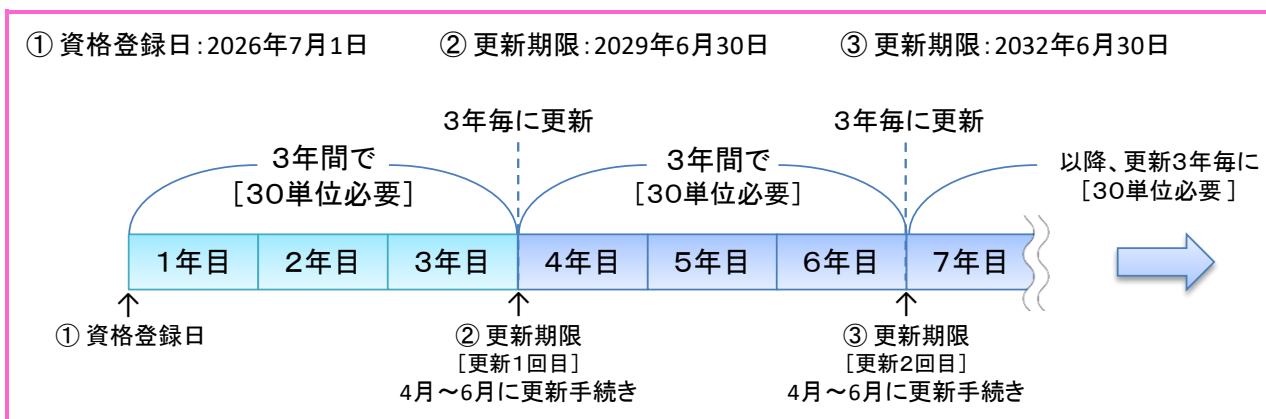 ① 資格登録日：2026年7月1日
② 更新期限：2029年6月30日
③ 更新期限：2032年6月30日
3年毎に更新
3年毎に更新
3年間で
［30単位必要］
3年間で
［30単位必要］
以降、更新3年毎に
［30単位必要］
1年目
2年目
3年目
4年目
5年目
6年目
7年目
① 資格登録日
② 更新期限
［更新1回目］
4月～6月に更新手続き
③ 更新期限
［更新2回目］
4月～6月に更新手続き